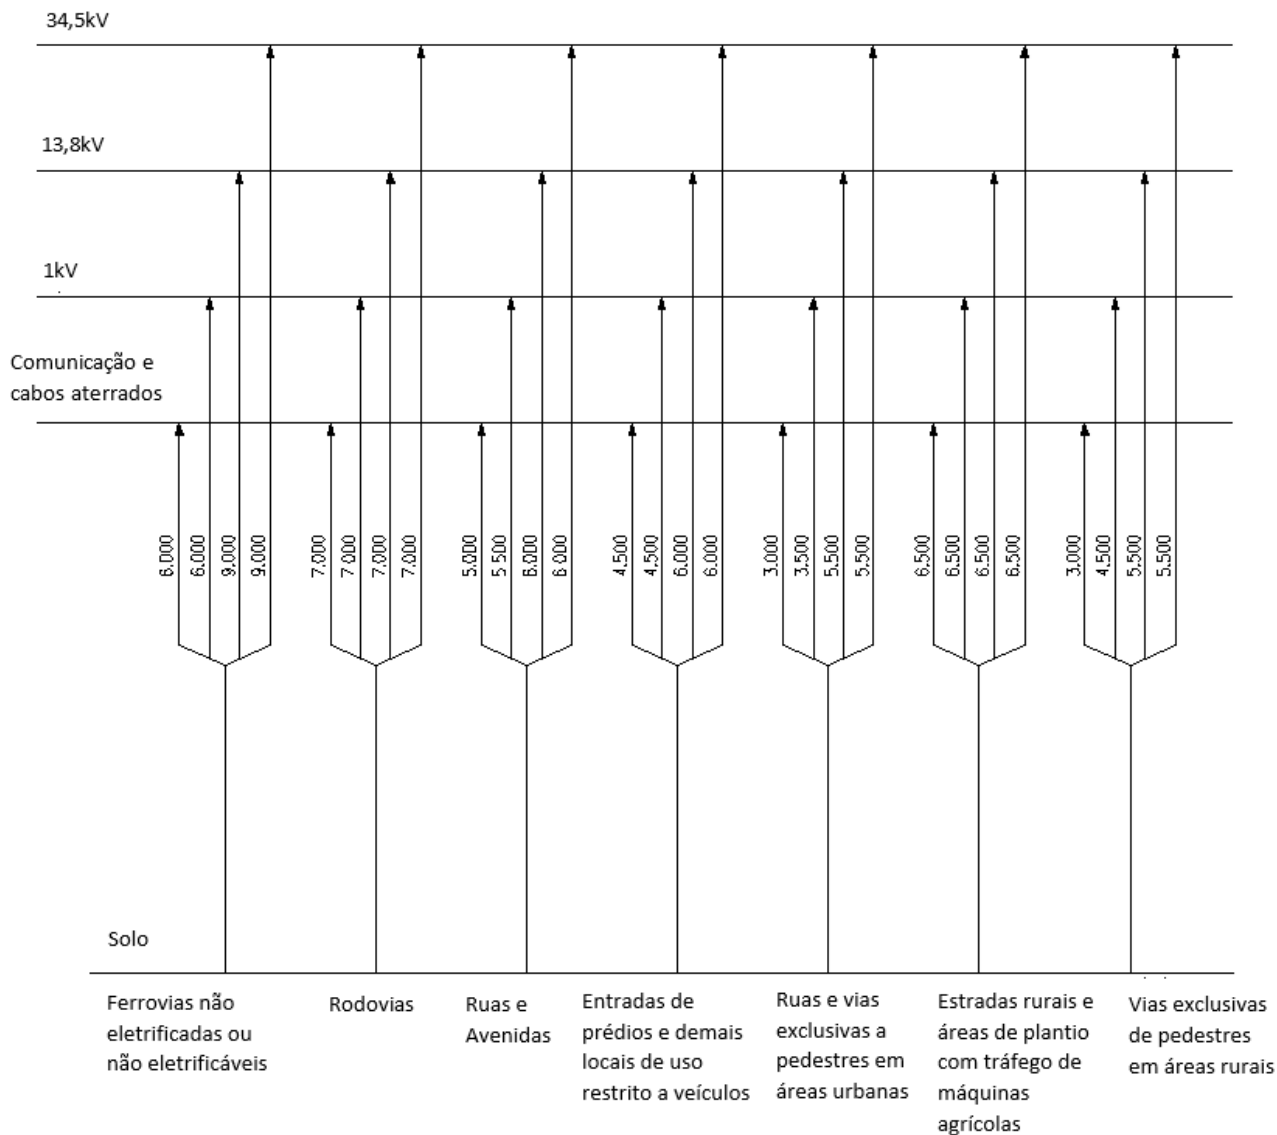 34,5kV
13,8kV
1kV
Comunicação e
cabos aterrados
6.000
6.000
9.000
9.000
7.000
7.000
7.000
7.000
5.000
5.500
6.000
6.000
4.500
4.500
6.000
6.000
3.000
3.500
5.500
5.500
6.500
6.500
6.500
6.500
3.000
4.500
5.500
5.500
Solo
Ferrovias não
eletrificadas ou
não eletrificáveis
Rodovias
Ruas e
Avenidas
Entradas de
prédios e demais
locais de uso
restrito a veículos
Ruas e vias
exclusivas a
pedestres em
áreas urbanas
Estradas rurais e
áreas de plantio
com tráfego de
máquinas
agrícolas
Vias exclusivas
de pedestres
em áreas rurais